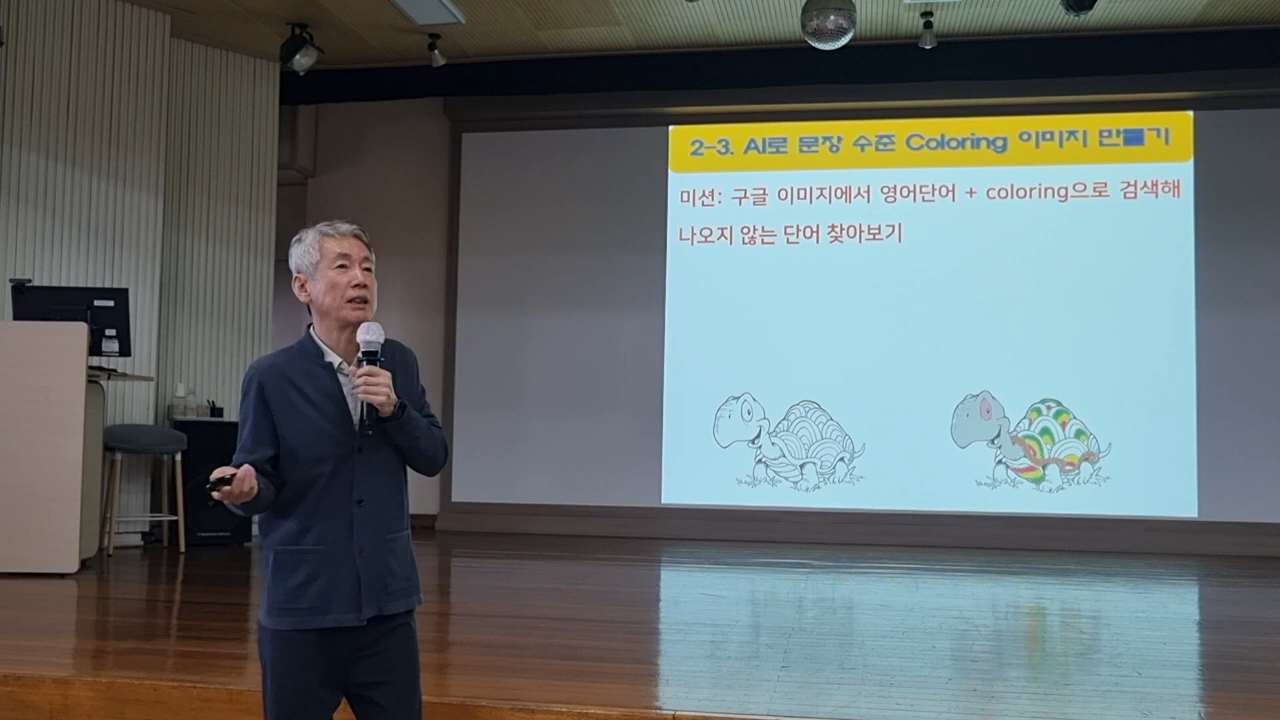 2-3. AI로 문장 수준 Coloring 이미지 만들기
미션: 구글 이미지에서 영어단어 + coloring으로 검색해
나오지 않는 단어 찾아보기